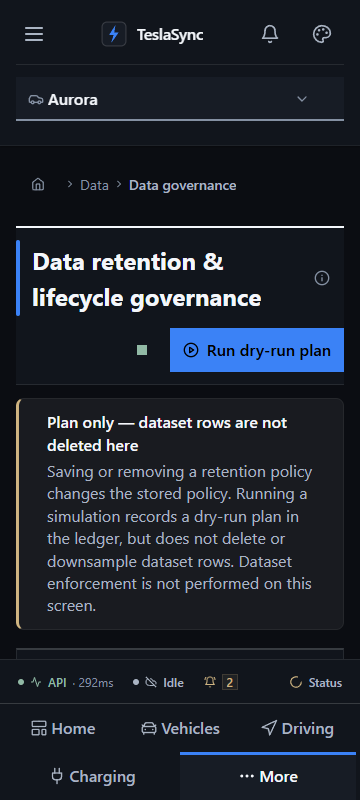 TeslaSync
Aurora
Data
Data governance
Data retention &
lifecycle governance
Run dry-run plan
Plan only — dataset rows are not
deleted here
Saving or removing a retention policy
changes the stored policy. Running a
simulation records a dry-run plan in
the ledger, but does not delete or
downsample dataset rows. Dataset
enforcement is not performed on this
screen.
API · 292ms Idle 2 Status
Home Vehicles Driving
Charging More